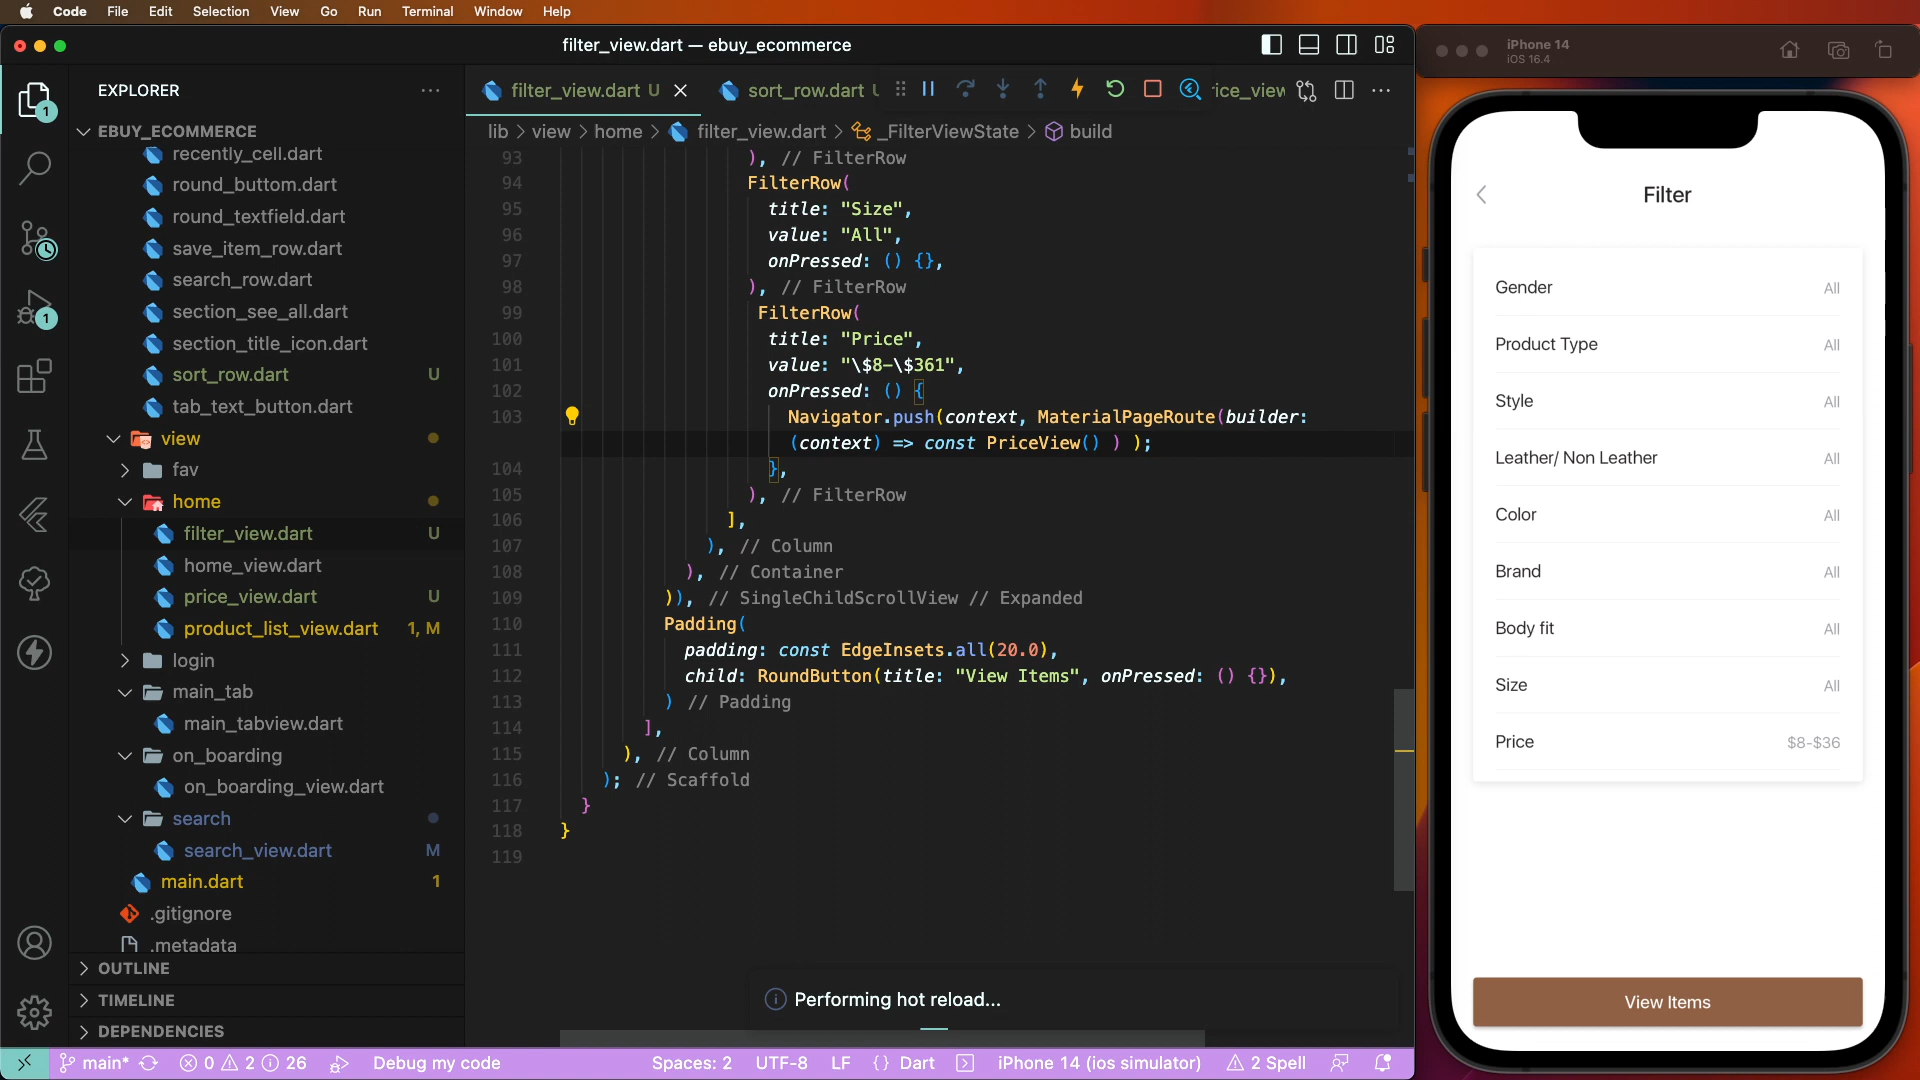 Code File Edit Selection View Go Run Terminal Window Help
filter_view.dart — ebuy_ecommerce
iPhone 14
iOS 16.4
EXPLORER
filter_view.dart U
sort_row.dart
rice_view
EBUY_ECOMMERCE
lib > view > home > filter_view.dart > _FilterViewState > build
recently_cell.dart
round_buttom.dart
round_textfield.dart
save_item_row.dart
search_row.dart
section_see_all.dart
section_title_icon.dart
sort_row.dart U
tab_text_button.dart
view
fav
home
filter_view.dart U
home_view.dart
price_view.dart U
product_list_view.dart 1, M
login
main_tab
main_tabview.dart
on_boarding
on_boarding_view.dart
search
search_view.dart M
main.dart 1
.gitignore
.metadata
OUTLINE
TIMELINE
DEPENDENCIES
1
1
93 ), // FilterRow
94 FilterRow(
95 title: "Size",
96 value: "All",
97 onPressed: () {},
98 ), // FilterRow
99 FilterRow(
100 title: "Price",
101 value: "\$8-\$361",
102 onPressed: () {
103 Navigator.push(context, MaterialPageRoute(builder:
(context) => const PriceView() ) );
104 },
105 ), // FilterRow
106 ],
107 ), // Column
108 ), // Container
109 )), // SingleChildScrollView // Expanded
110 Padding(
111 padding: const EdgeInsets.all(20.0),
112 child: RoundButton(title: "View Items", onPressed: () {}),
113 ) // Padding
114 ],
115 ), // Column
116 ); // Scaffold
117 }
118 }
119
Performing hot reload...
main* 0 2 26 Debug my code Spaces: 2 UTF-8 LF {} Dart iPhone 14 (ios simulator) 2 Spell
Filter
Gender All
Product Type All
Style All
Leather/ Non Leather All
Color All
Brand All
Body fit All
Size All
Price $8-$36
View Items